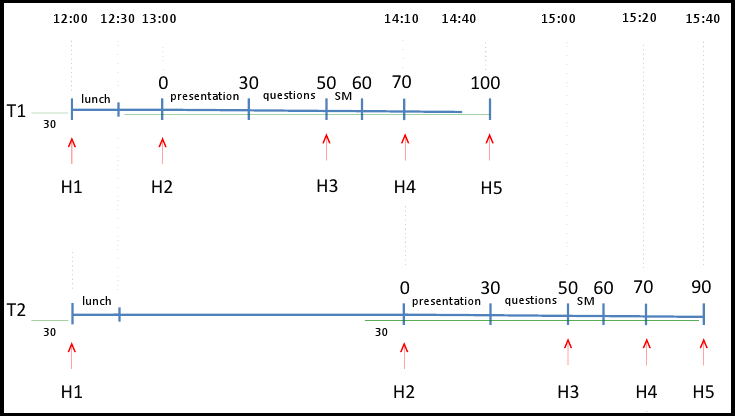 12:00 12:30 13:00 14:10 14:40 15:00 15:20 15:40
0 30 50 60 70 100
lunch presentation questions SM
T1
30
H1 H2 H3 H4 H5
0 30 50 60 70 90
lunch presentation questions SM
T2
30 30
H1 H2 H3 H4 H5